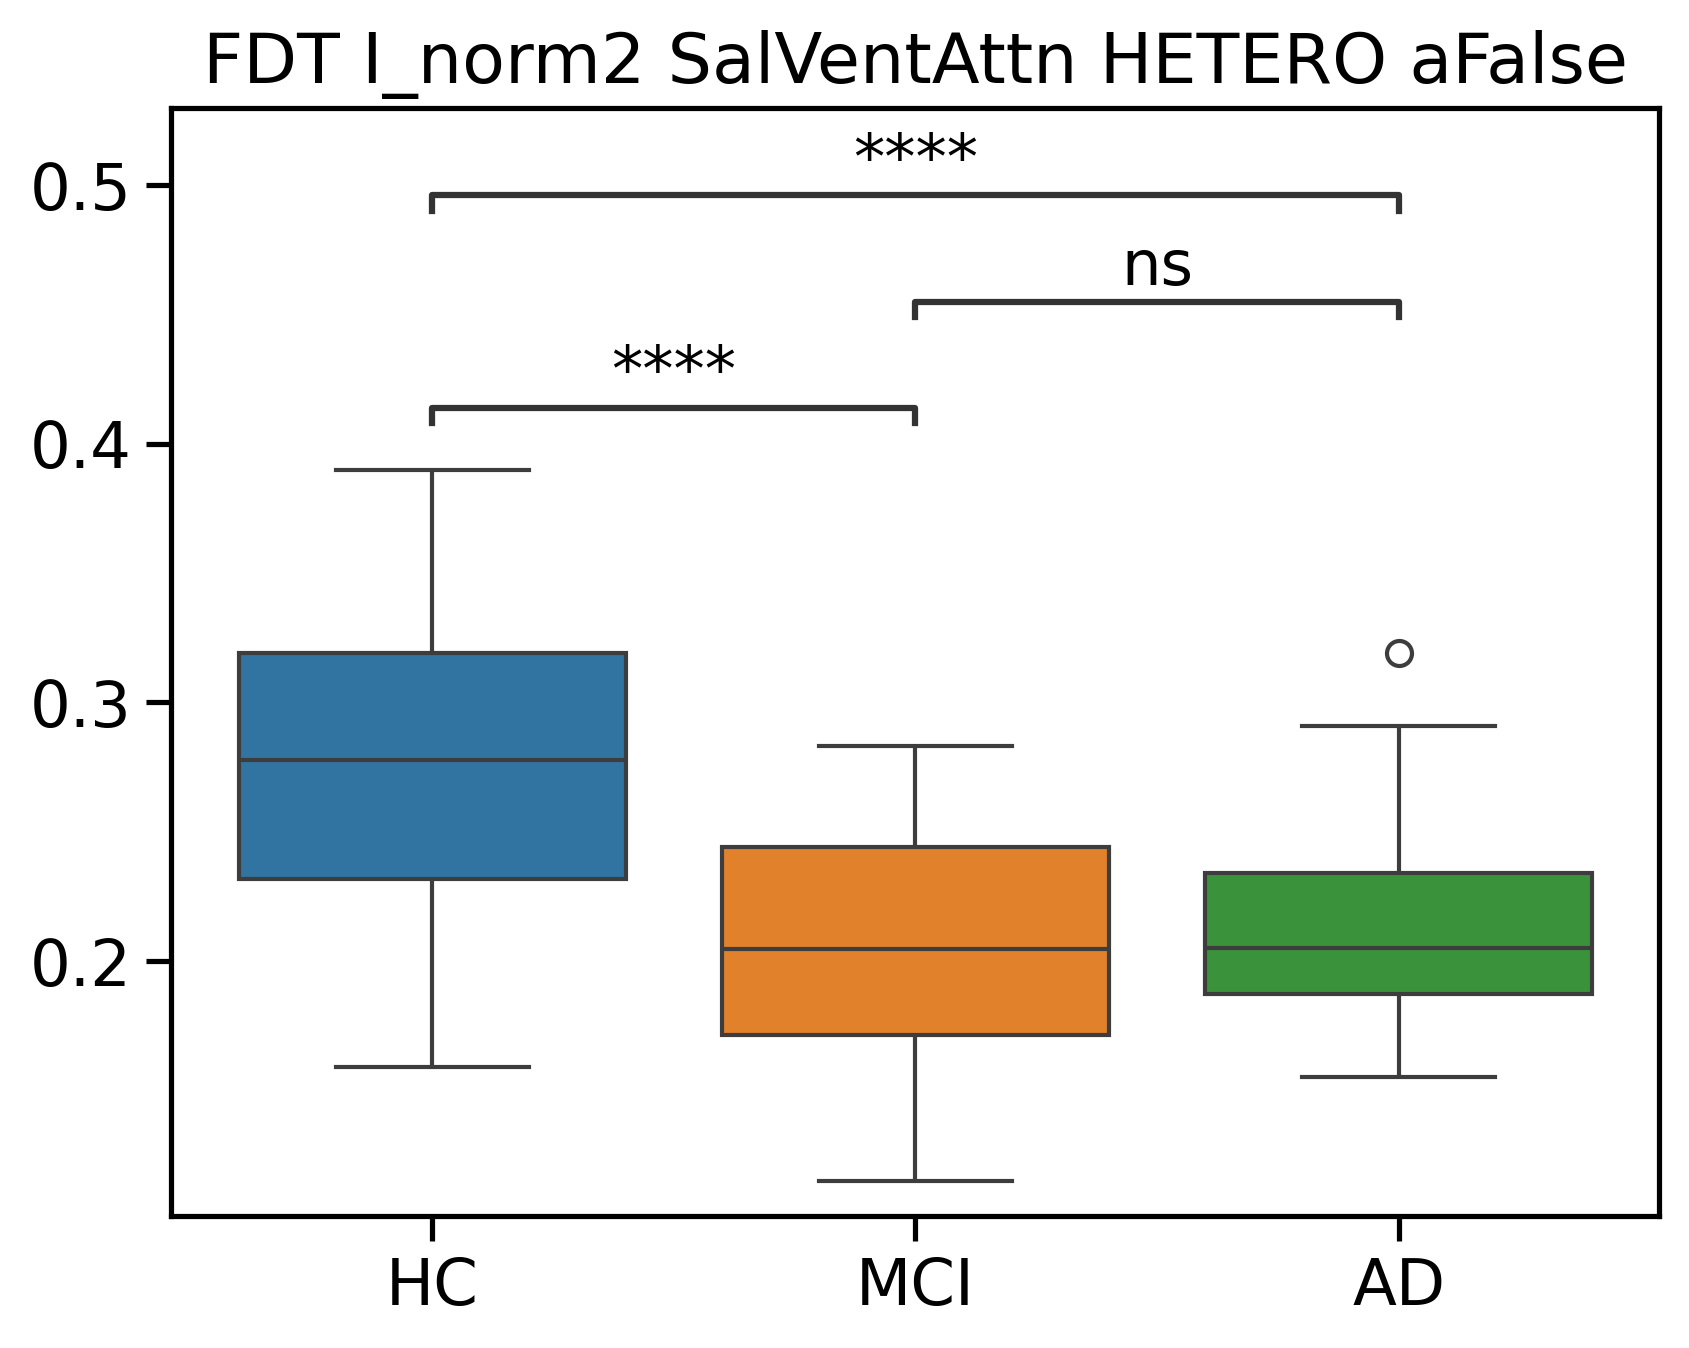 FDT I_norm2 SalVentAttn HETERO aFalse
****
0.5
ns
****
0.4
0.3
0.2
HC MCI AD